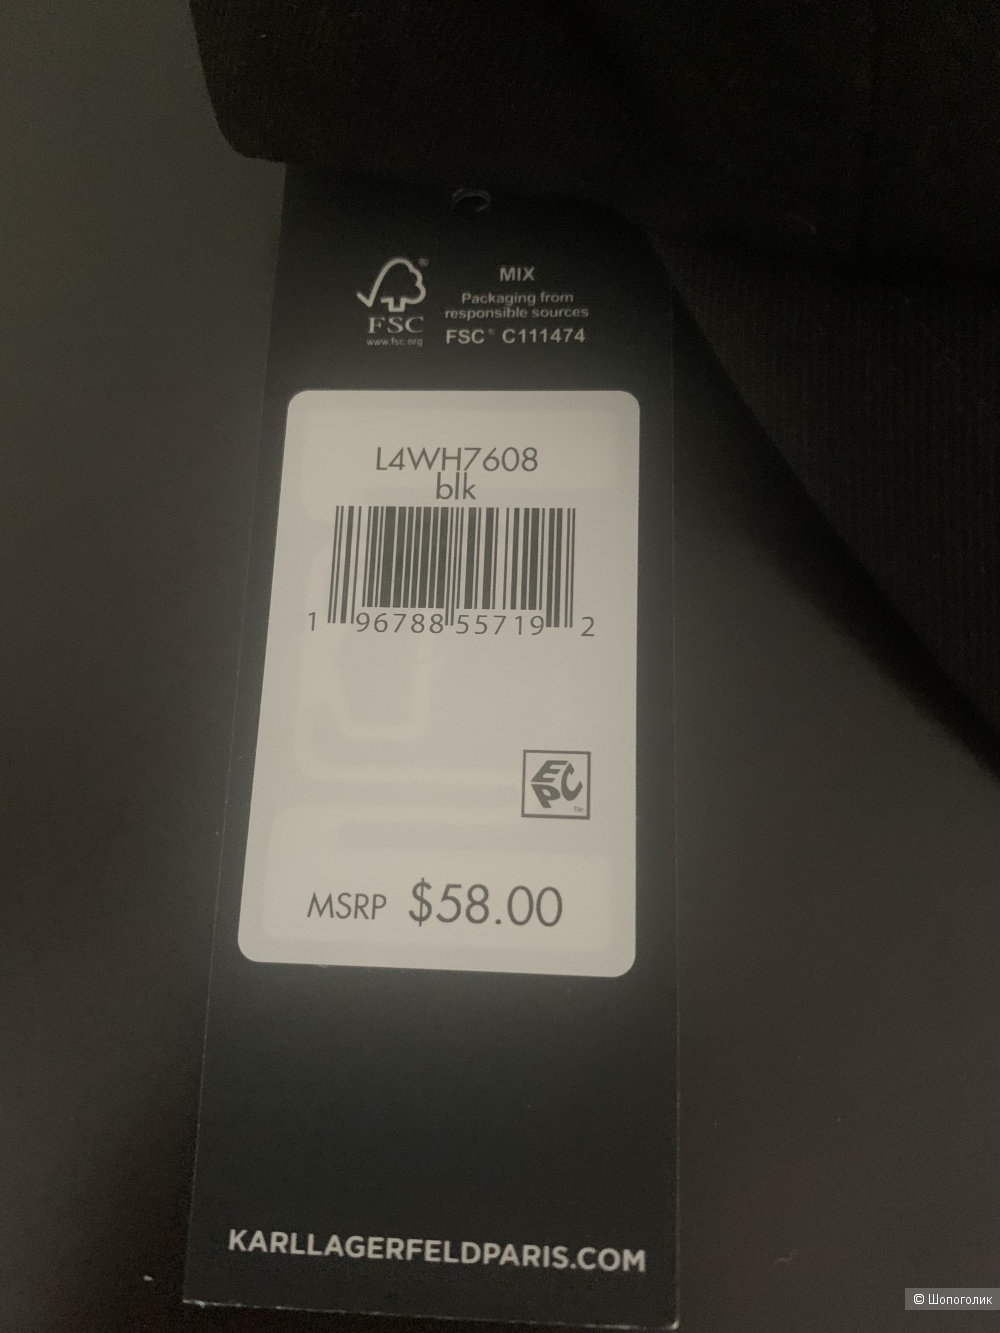 MIX
Packaging from
responsible sources
FSC® C111474
FSC®
www.fsc.org
L4WH7608
blk
1 96788 55719 2
EPC™
MSRP $58.00
KARLLAGERFELDPARIS.COM
© Шопоголик